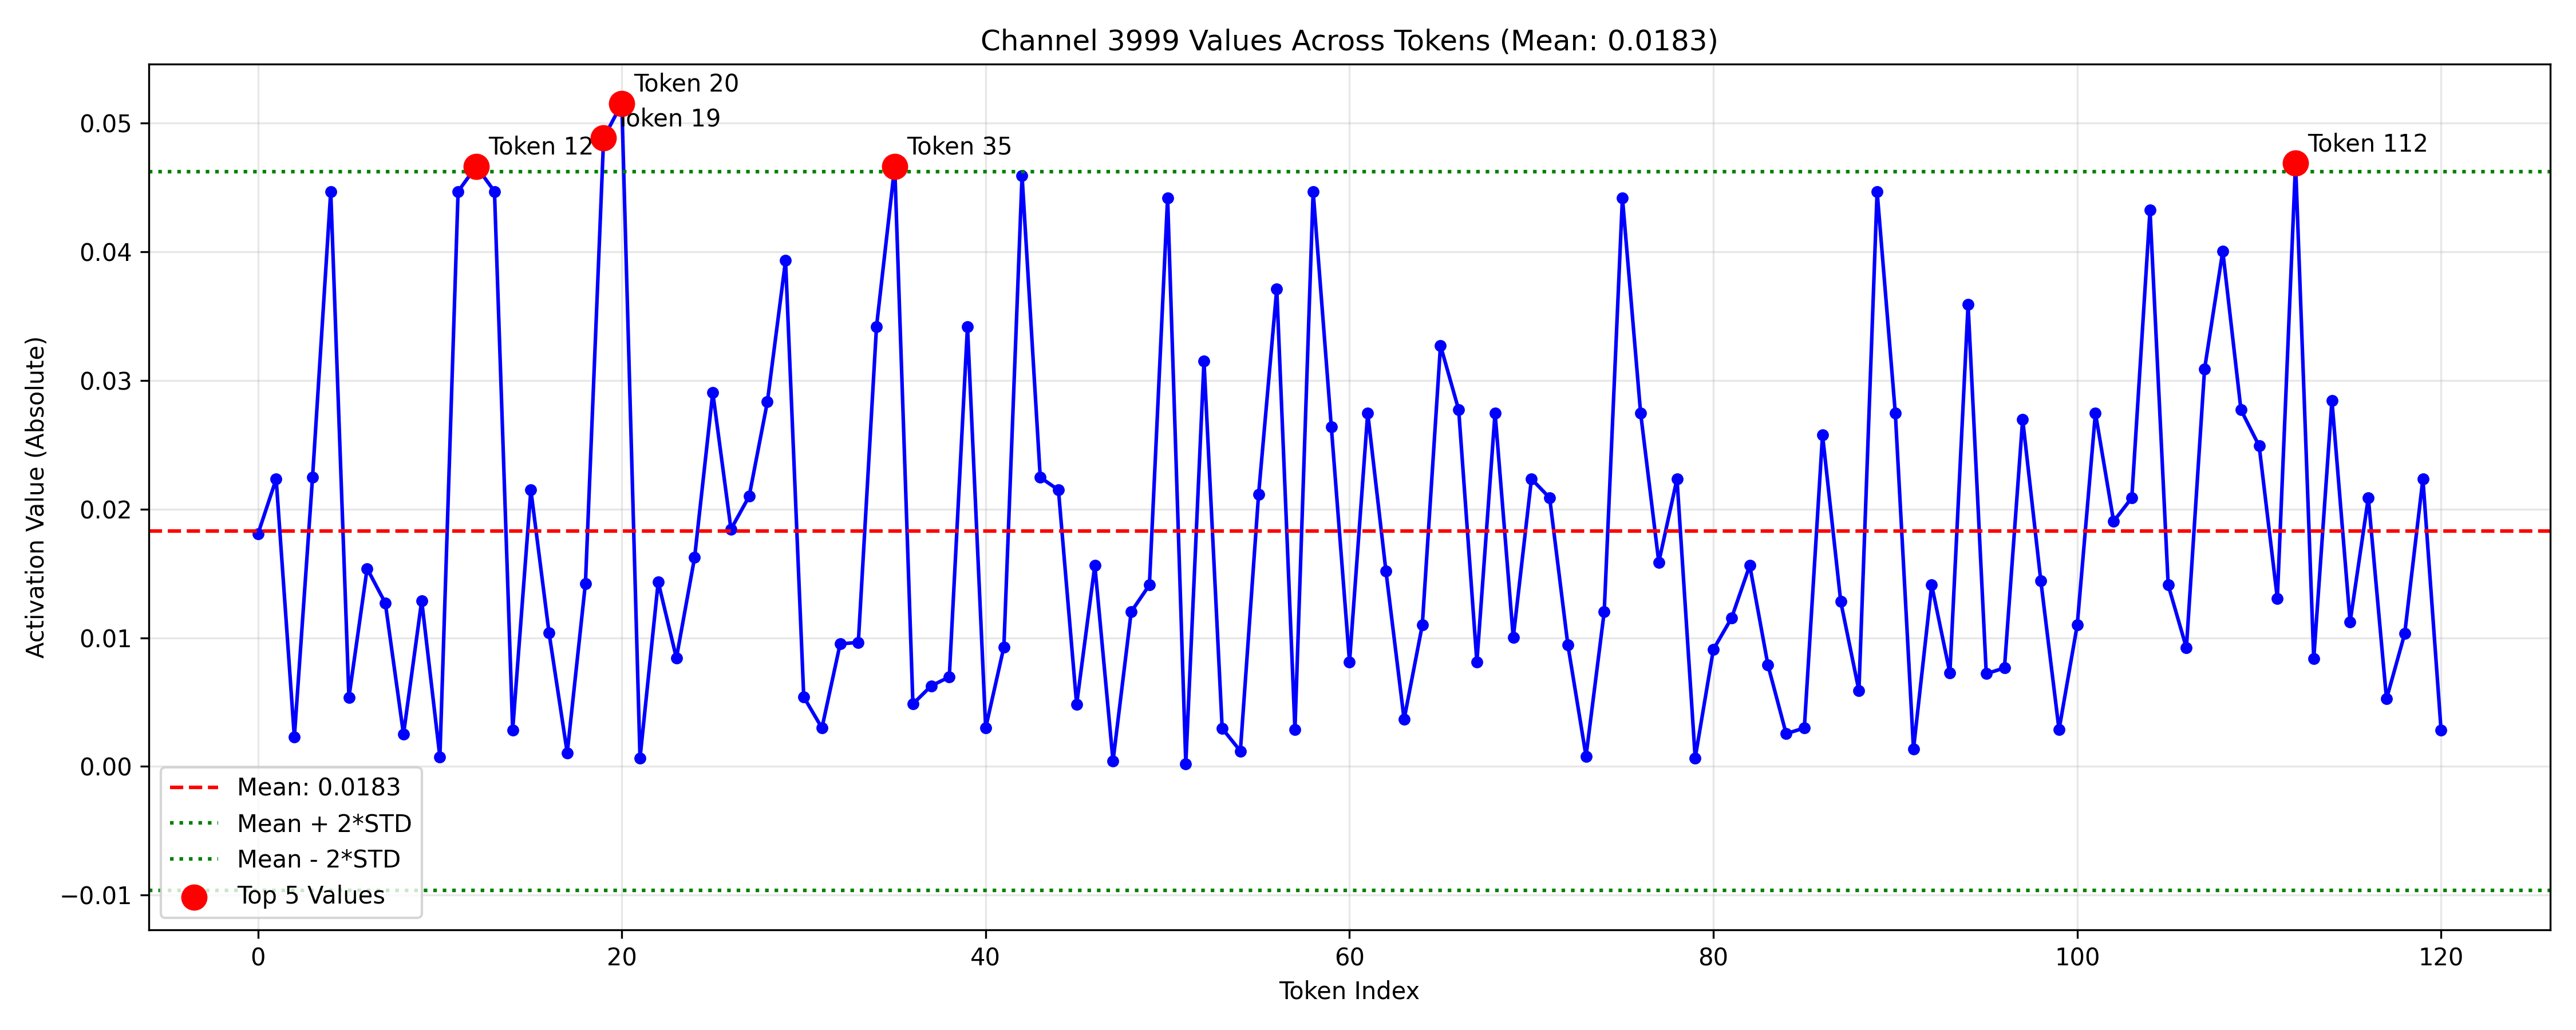 Channel 3999 Values Across Tokens (Mean: 0.0183)
Token 20
oken 19
Token 12
Token 35
Token 112
Activation Value (Absolute)
0.05
0.04
0.03
0.02
0.01
0.00
−0.01
Mean: 0.0183
Mean + 2*STD
Mean - 2*STD
Top 5 Values
0
20
40
60
80
100
120
Token Index